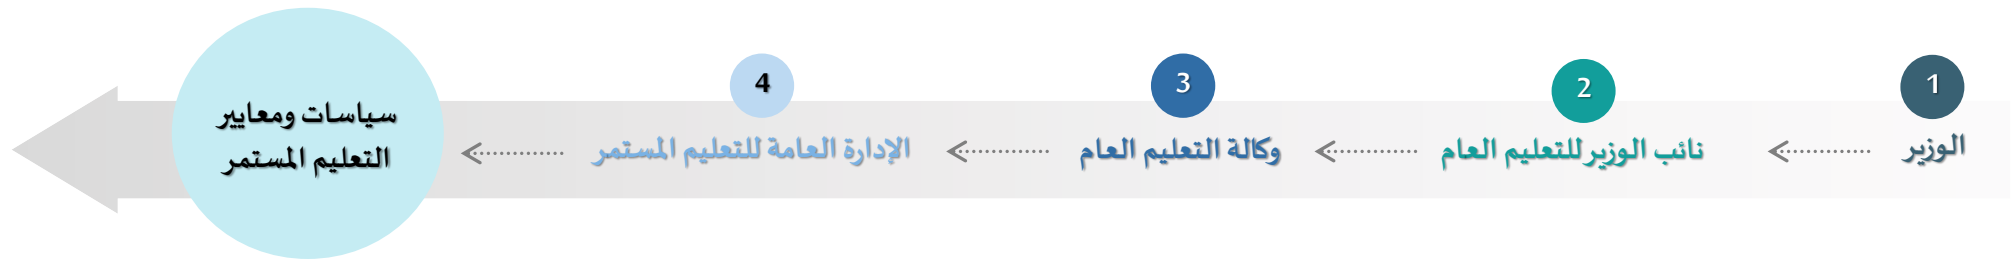 1
الوزير
2
نائب الوزير للتعليم العام
3
وكالة التعليم العام
4
الإدارة العامة للتعليم المستمر
سياسات ومعايير
التعليم المستمر